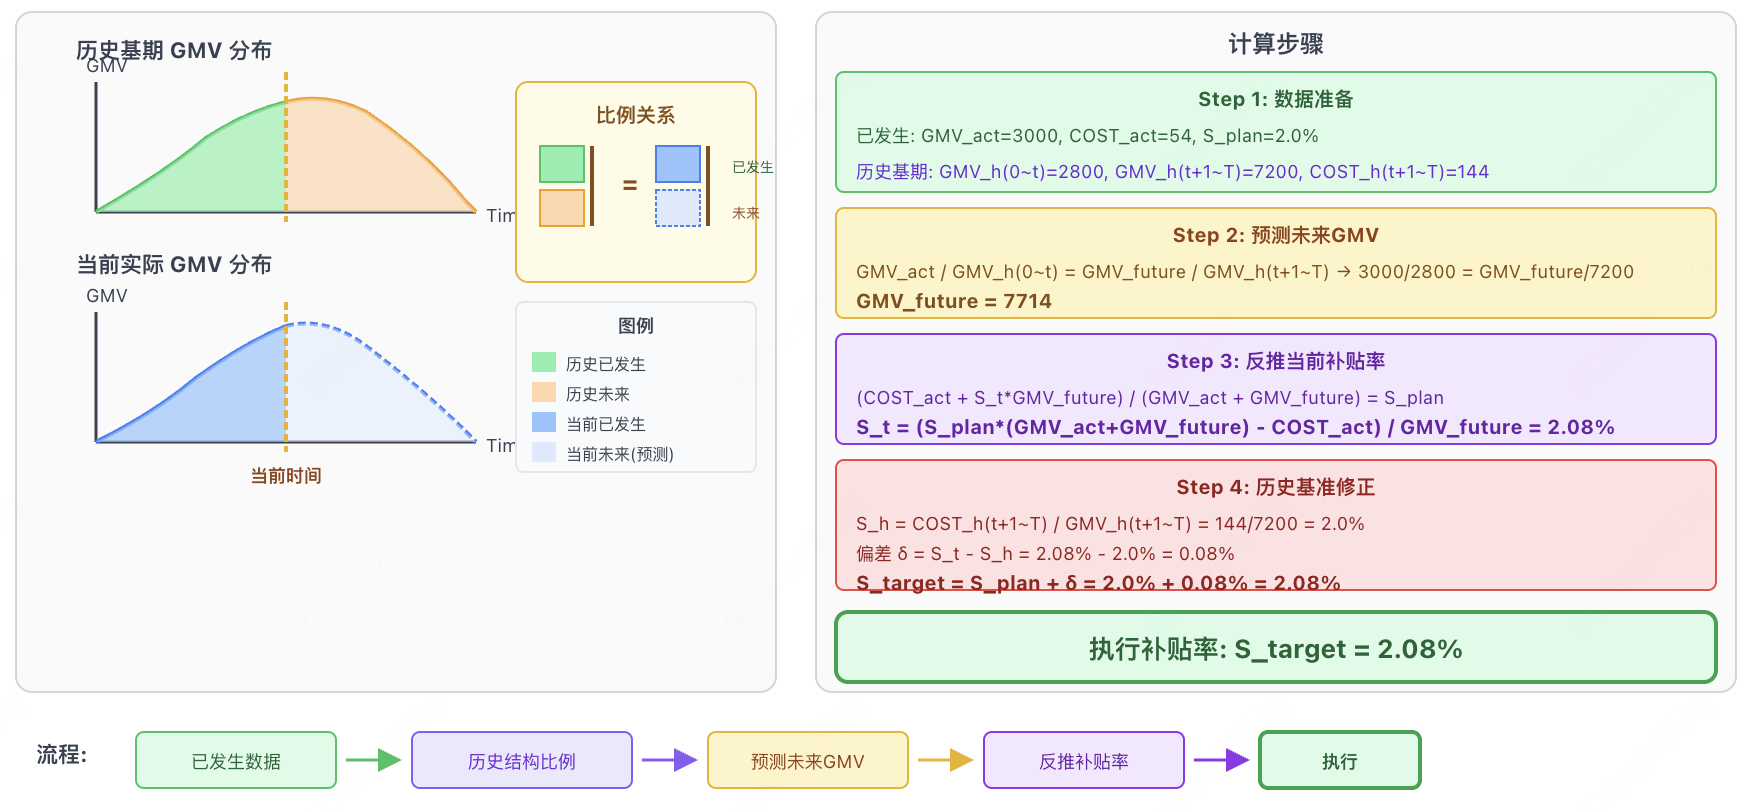 历史基期 GMV 分布
GMV
Tim
当前实际 GMV 分布
GMV
Tim
当前时间
比例关系
=
已发生
未来
图例
历史已发生
历史未来
当前已发生
当前未来(预测)
计算步骤
Step 1: 数据准备
已发生: GMV_act=3000, COST_act=54, S_plan=2.0%
历史基期: GMV_h(0~t)=2800, GMV_h(t+1~T)=7200, COST_h(t+1~T)=144
Step 2: 预测未来GMV
GMV_act / GMV_h(0~t) = GMV_future / GMV_h(t+1~T) → 3000/2800 = GMV_future/7200
GMV_future = 7714
Step 3: 反推当前补贴率
(COST_act + S_t*GMV_future) / (GMV_act + GMV_future) = S_plan
S_t = (S_plan*(GMV_act+GMV_future) - COST_act) / GMV_future = 2.08%
Step 4: 历史基准修正
S_h = COST_h(t+1~T) / GMV_h(t+1~T) = 144/7200 = 2.0%
偏差 δ = S_t - S_h = 2.08% - 2.0% = 0.08%
S_target = S_plan + δ = 2.0% + 0.08% = 2.08%
执行补贴率: S_target = 2.08%
流程:
已发生数据
历史结构比例
预测未来GMV
反推补贴率
执行